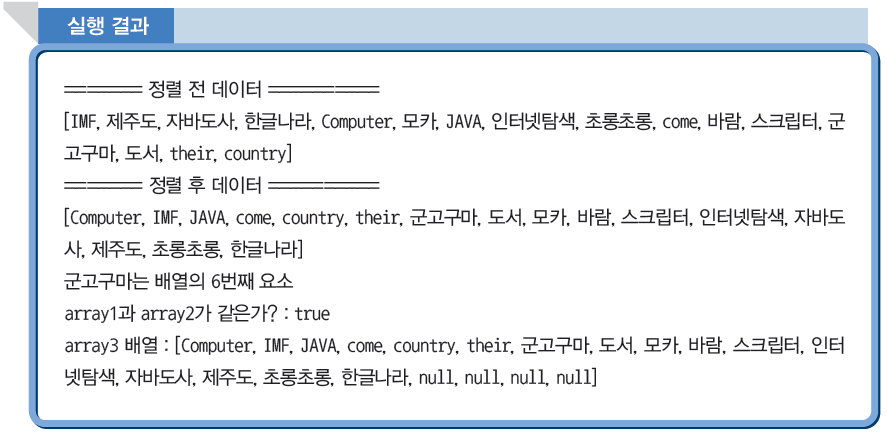 실행 결과
======= 정렬 전 데이터 ==========
[IMF, 제주도, 자바도사, 한글나라, Computer, 모카, JAVA, 인터넷탐색, 초롱초롱, come, 바람, 스크립터, 군
고구마, 도서, their, country]
======= 정렬 후 데이터 ==========
[Computer, IMF, JAVA, come, country, their, 군고구마, 도서, 모카, 바람, 스크립터, 인터넷탐색, 자바도
사, 제주도, 초롱초롱, 한글나라]
군고구마는 배열의 6번째 요소
array1과 array2가 같은가? : true
array3 배열 : [Computer, IMF, JAVA, come, country, their, 군고구마, 도서, 모카, 바람, 스크립터, 인터
넷탐색, 자바도사, 제주도, 초롱초롱, 한글나라, null, null, null, null]